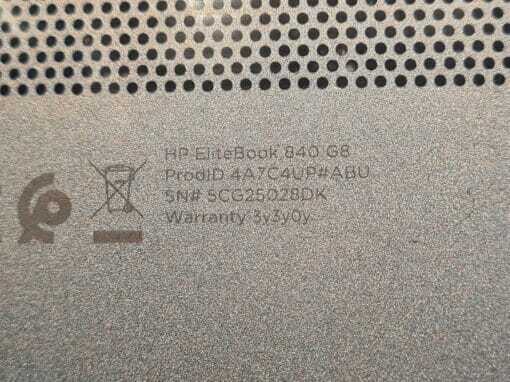 HP EliteBook 840 G8
ProdID 4A7C4UP#ABU
SN# 5CG25028DK
Warranty 3y3y0y